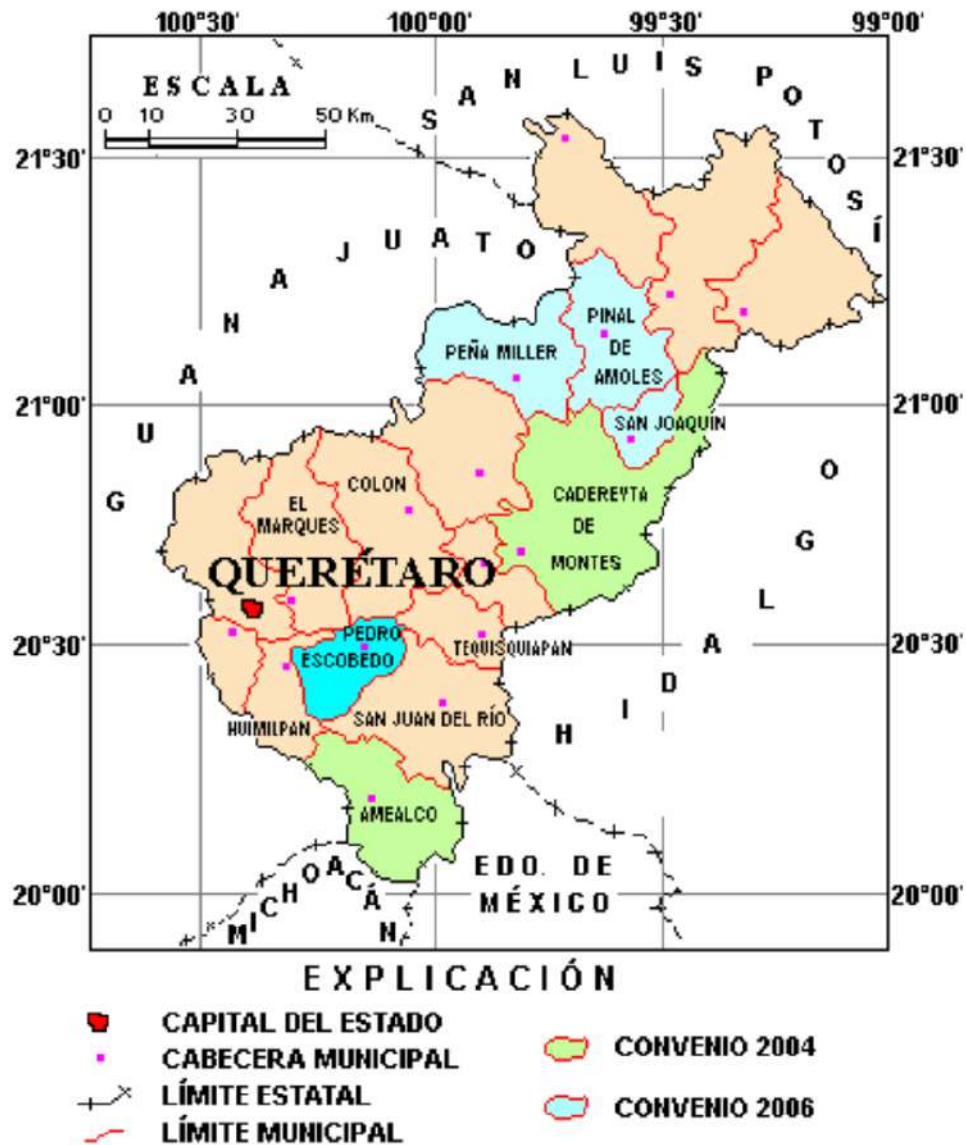 100°30' 100°00' 99°30' 99°00'
ESCALA
0 10 30 50 Km
SAN LUIS POTOSÍ
21°30' 21°30'
GUANAJUATO
PINAL
DE
AMOLES
PEÑA MILLER
21°00' 21°00'
SAN JOAQUIN
COLON
EL
MARQUES
CADEREYTA
DE
MONTES
QUERÉTARO
HIDALGO
20°30' 20°30'
PEDRO
ESCOBEDO
TEQUISQUIAPAN
HUIMILPAN
SAN JUAN DEL RÍO
AMEALCO
EDO. DE
MÉXICO
MICHOACÁN
20°00' 20°00'
EXPLICACIÓN
CAPITAL DEL ESTADO
CABECERA MUNICIPAL
LÍMITE ESTATAL
LÍMITE MUNICIPAL
CONVENIO 2004
CONVENIO 2006